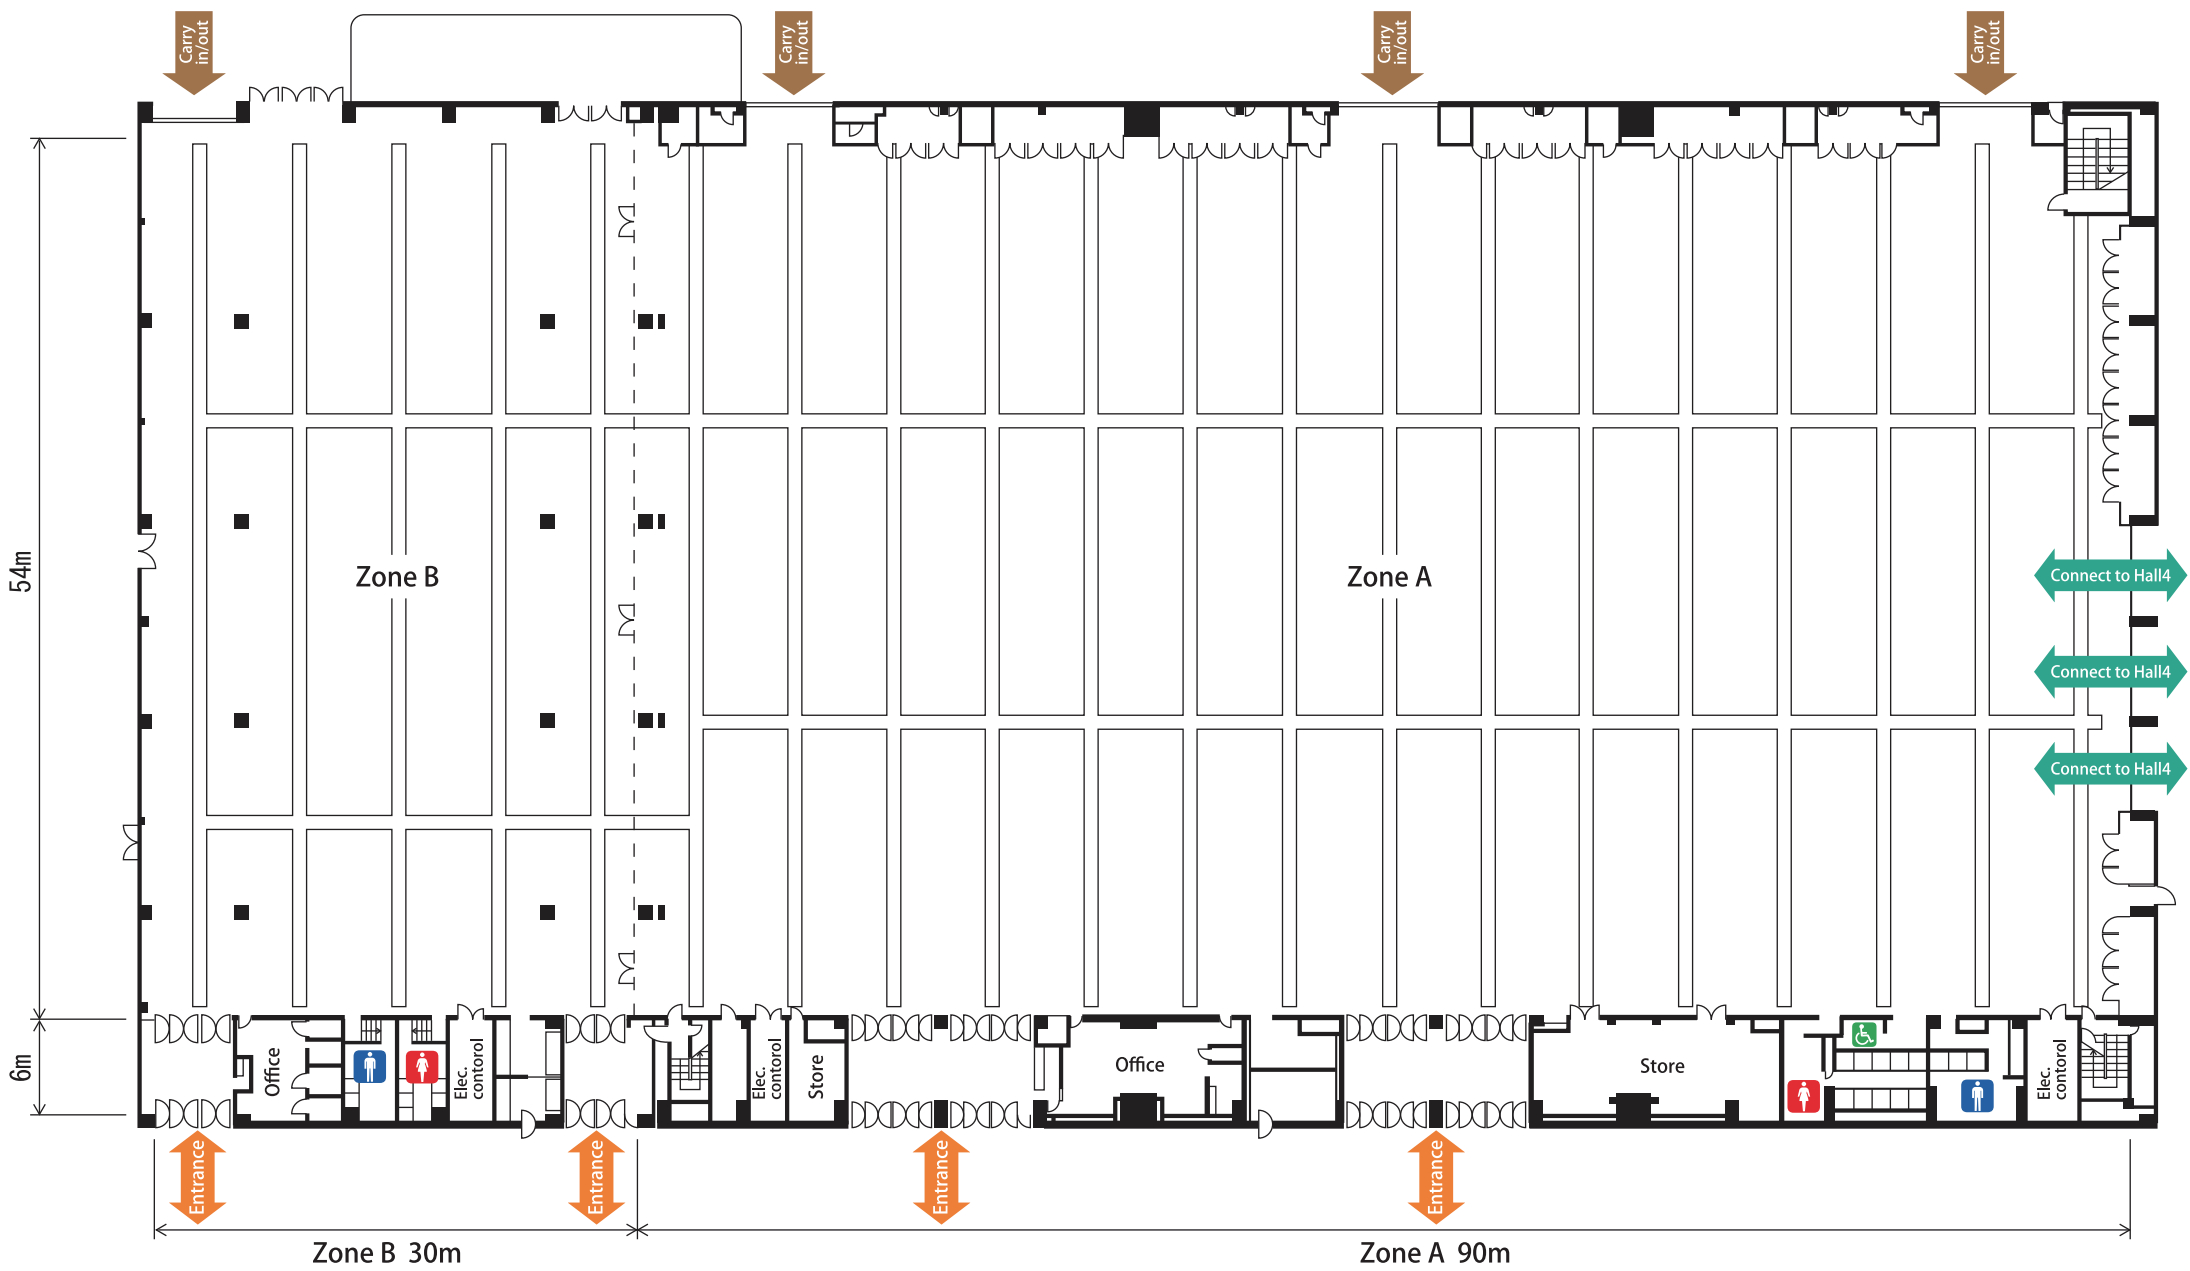 Carry
in/out
Carry
in/out
Carry
in/out
Carry
in/out
54m
Zone B
Zone A
Connect to Hall4
Connect to Hall4
Connect to Hall4
6m
Office
Elec.
contorol
Elec.
contorol
Store
Office
Store
Elec.
contorol
Entrance
Entrance
Entrance
Entrance
Zone B 30m
Zone A 90m